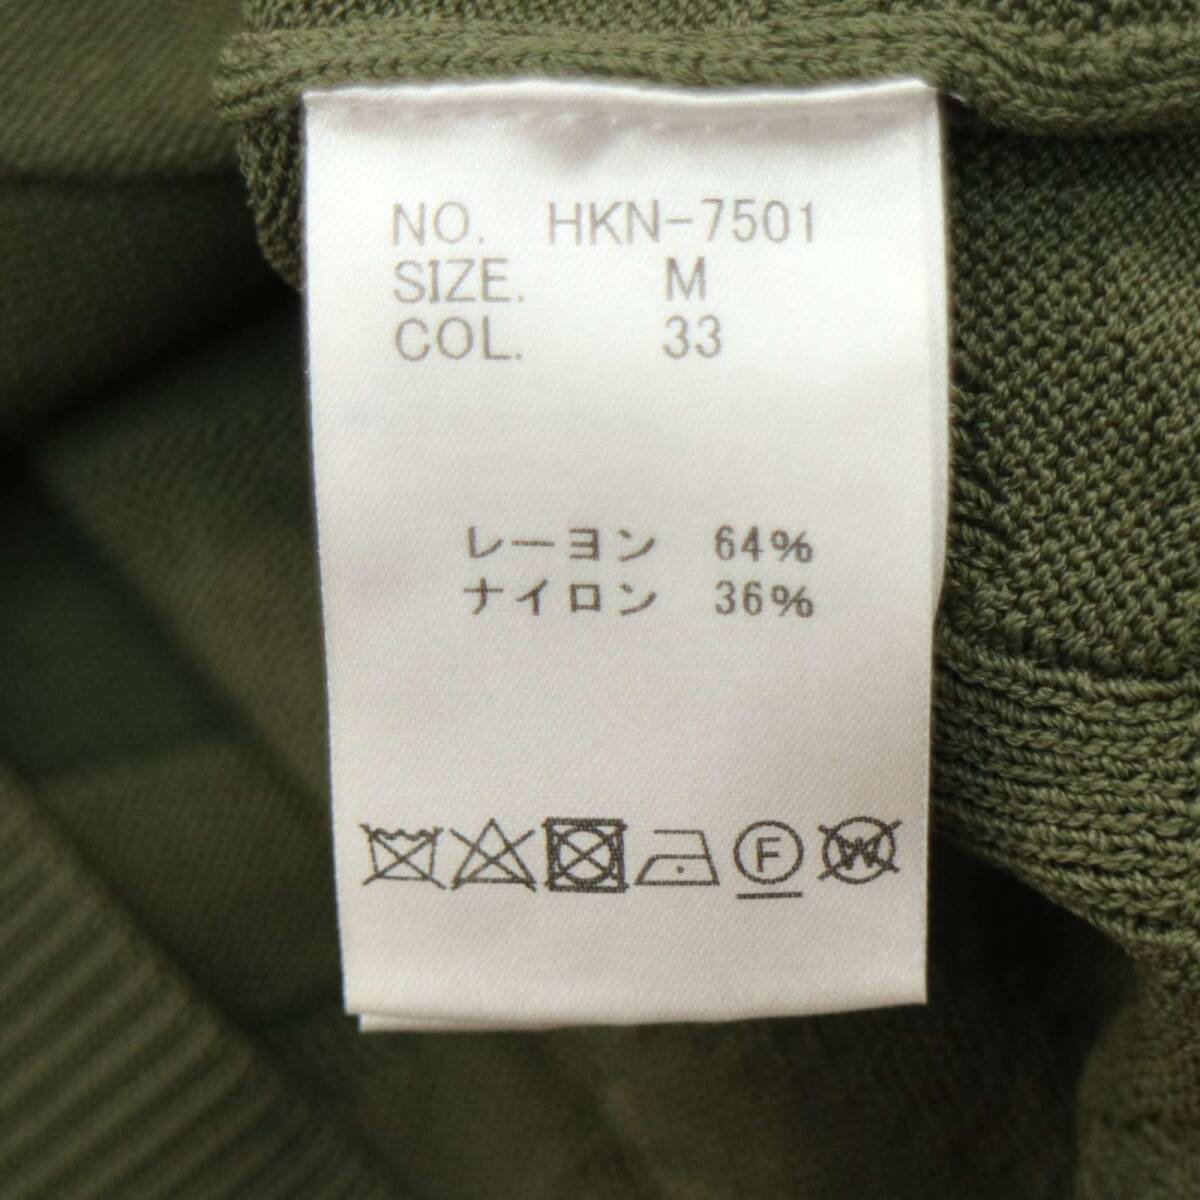 NO. HKN-7501
SIZE. M
COL. 33
レーヨン 64%
ナイロン 36%
F W